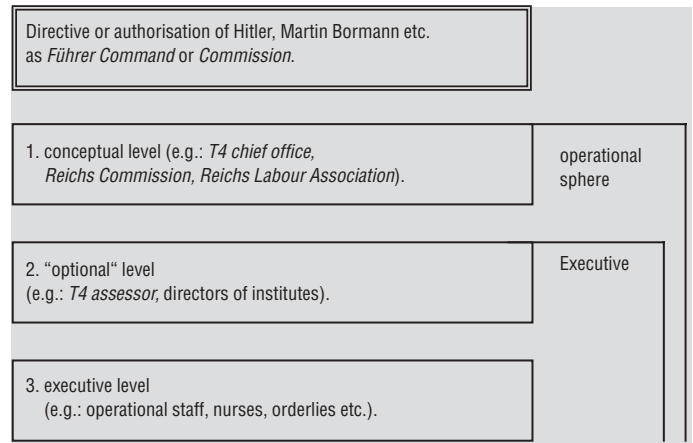 Directive or authorisation of Hitler, Martin Bormann etc.
as Führer Command or Commission.
1. conceptual level (e.g.: T4 chief office,
Reichs Commission, Reichs Labour Association).
operational
sphere
2. “optional“ level
(e.g.: T4 assessor, directors of institutes).
Executive
3. executive level
(e.g.: operational staff, nurses, orderlies etc.).